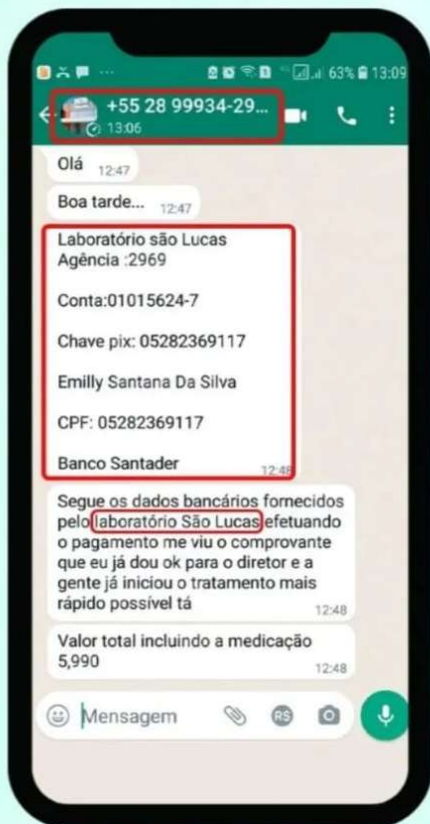 63% 13:09
+55 28 99934-29...
13:06
Olá 12:47
Boa tarde... 12:47
Laboratório são Lucas
Agência :2969
Conta:01015624-7
Chave pix: 05282369117
Emilly Santana Da Silva
CPF: 05282369117
Banco Santader
12:48
Segue os dados bancários fornecidos
pelo laboratório São Lucas efetuando
o pagamento me viu o comprovante
que eu já dou ok para o diretor e a
gente já iniciou o tratamento mais
rápido possível tá
12:48
Valor total incluindo a medicação
5,990
12:48
Mensagem R$